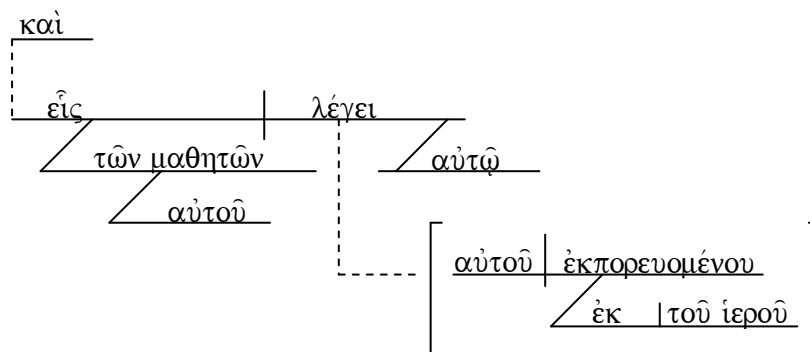 καὶ
εἷς λέγει
τῶν μαθητῶν αὐτῷ
αὐτοῦ
αὐτοῦ ἐκπορευομένου
ἐκ τοῦ ἱεροῦ